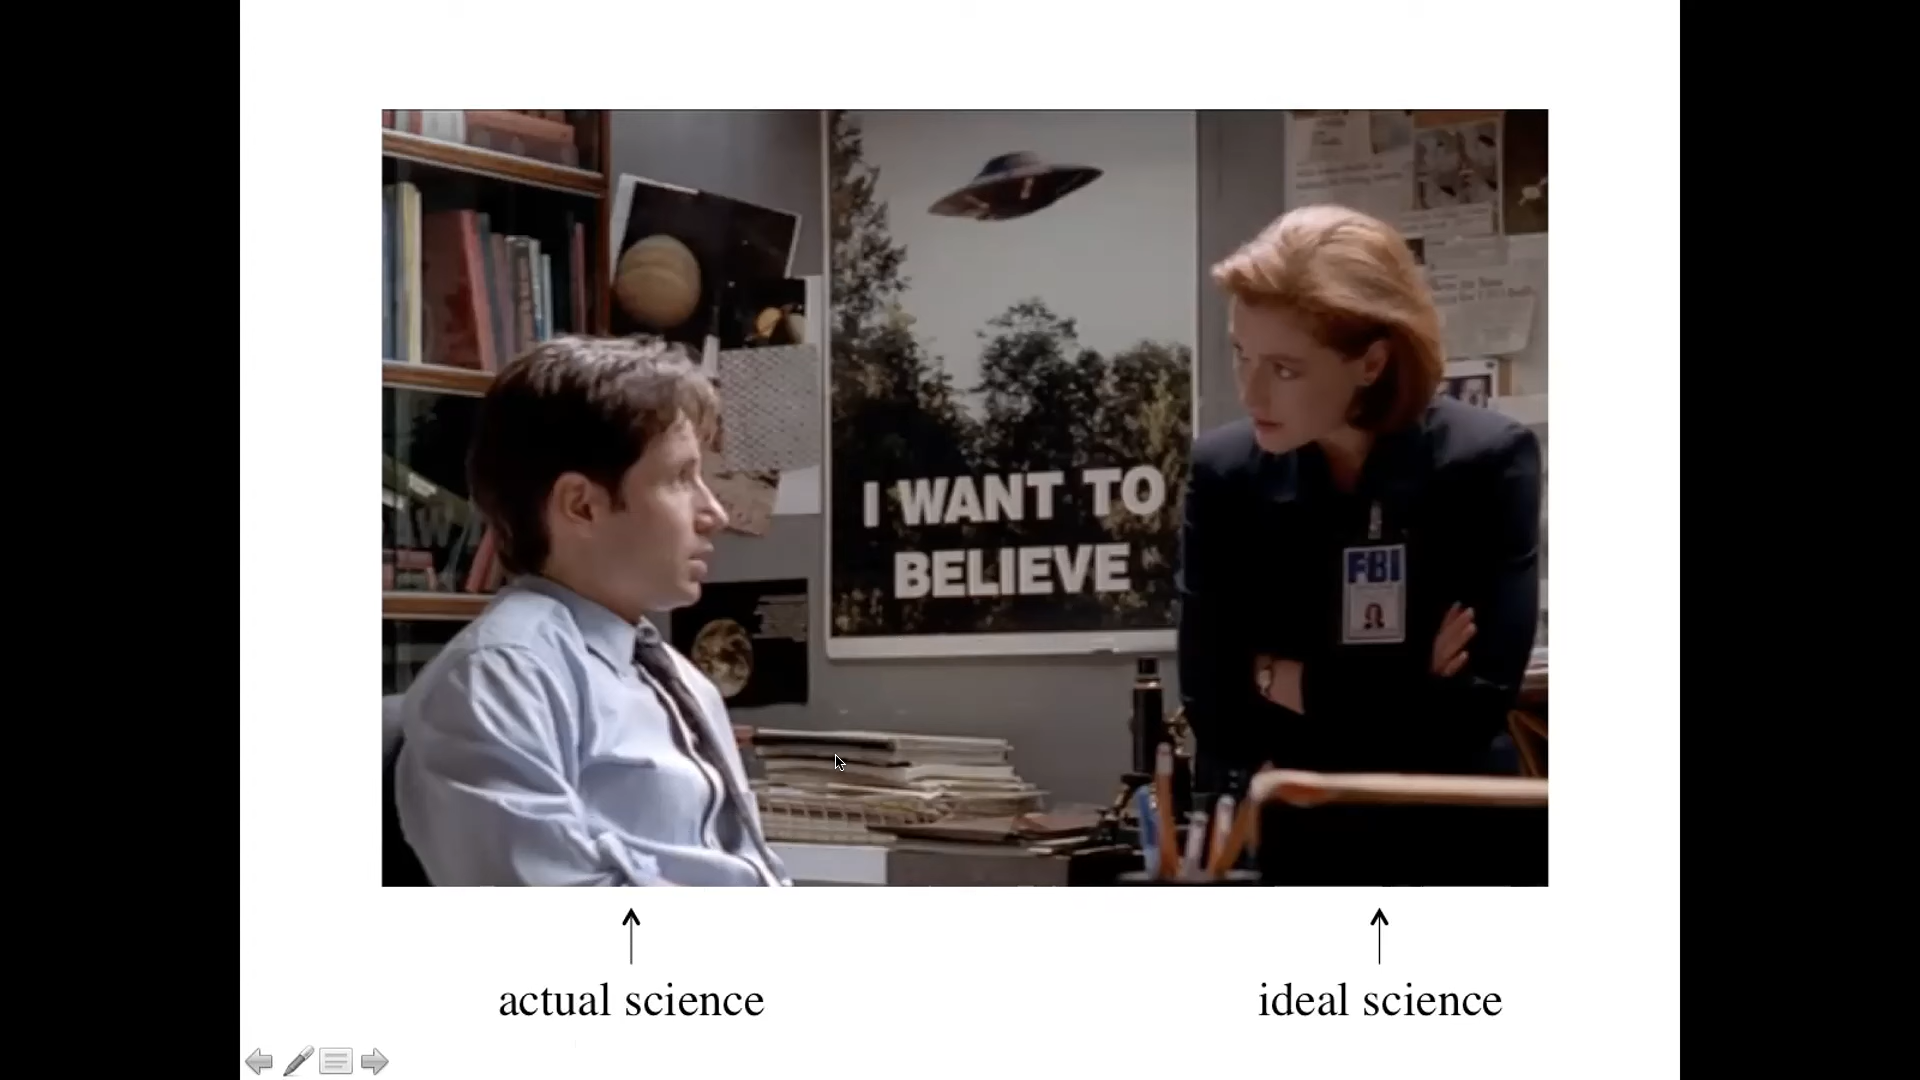 I WANT TO
BELIEVE
FBI
actual science
ideal science